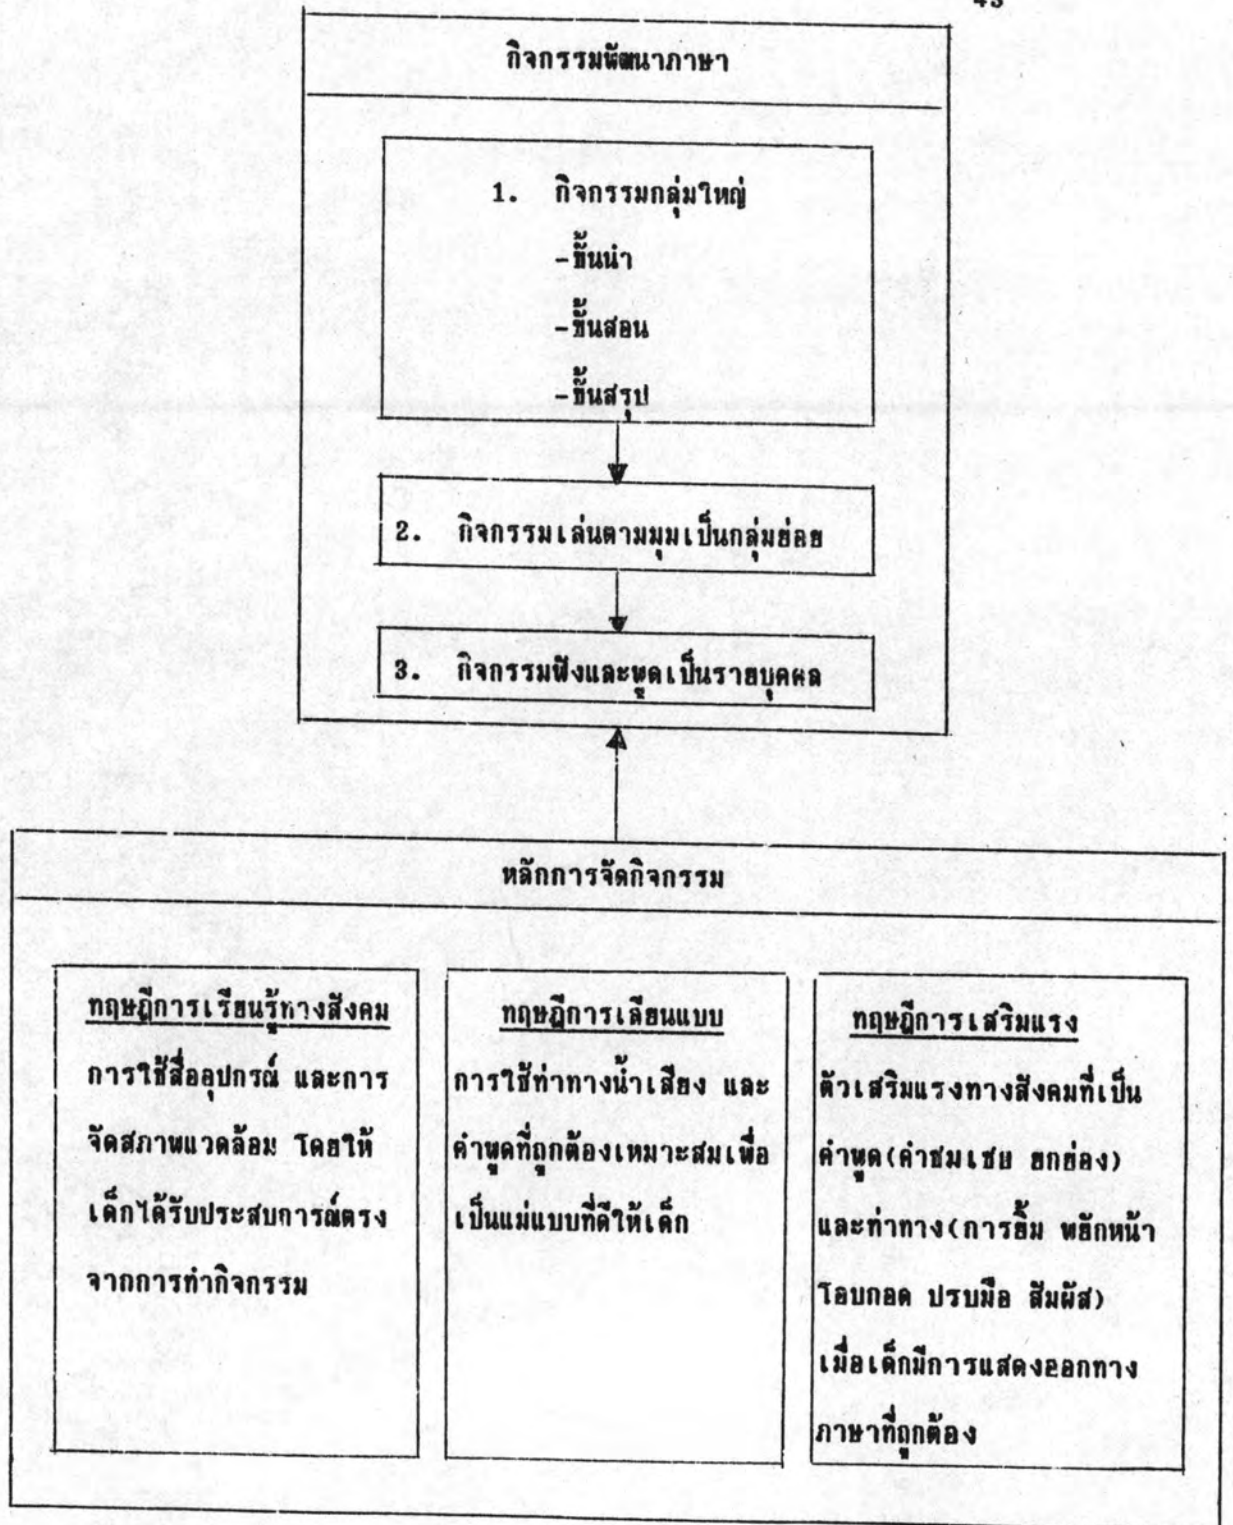 กิจกรรมพัฒนาภาษา
1. กิจกรรมกลุ่มใหญ่
-ขั้นนำ
-ขั้นสอน
-ขั้นสรุป
2. กิจกรรมเล่นตามมุมเป็นกลุ่มย่อย
3. กิจกรรมฟังและพูดเป็นรายบุคคล
หลักการจัดกิจกรรม
ทฤษฎีการเรียนรู้ทางสังคม
การใช้สื่ออุปกรณ์ และการ
จัดสภาพแวดล้อม โดยให้
เด็กได้รับประสบการณ์ตรง
จากการทำกิจกรรม
ทฤษฎีการเลียนแบบ
การใช้ท่าทางน้ำเสียง และ
คำพูดที่ถูกต้องเหมาะสมเพื่อ
เป็นแม่แบบที่ดีให้เด็ก
ทฤษฎีการเสริมแรง
ตัวเสริมแรงทางสังคมที่เป็น
คำพูด(คำชมเชย ยกย่อง)
และท่าทาง(การยิ้ม พยักหน้า
โอบกอด ปรบมือ สัมผัส)
เมื่อเด็กมีการแสดงออกทาง
ภาษาที่ถูกต้อง